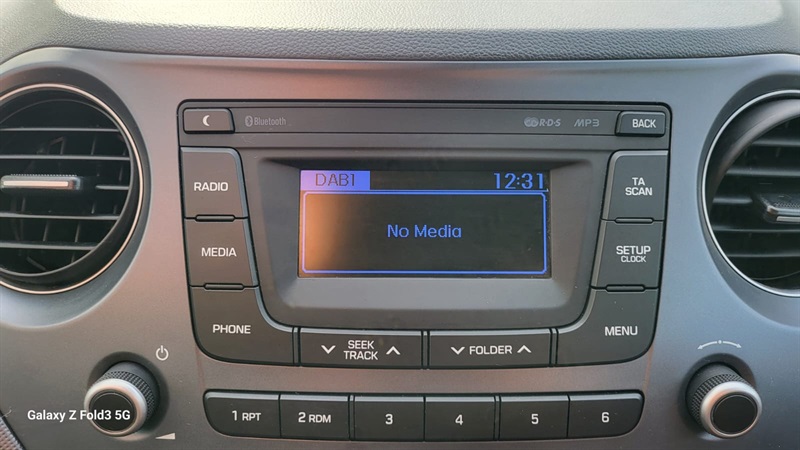 Bluetooth
R·D·S
MP3
BACK
RADIO
DAB1
12:31
TA
SCAN
MEDIA
No Media
SETUP
CLOCK
PHONE
SEEK
TRACK
FOLDER
MENU
1 RPT
2 RDM
3
4
5
6
Galaxy Z Fold3 5G